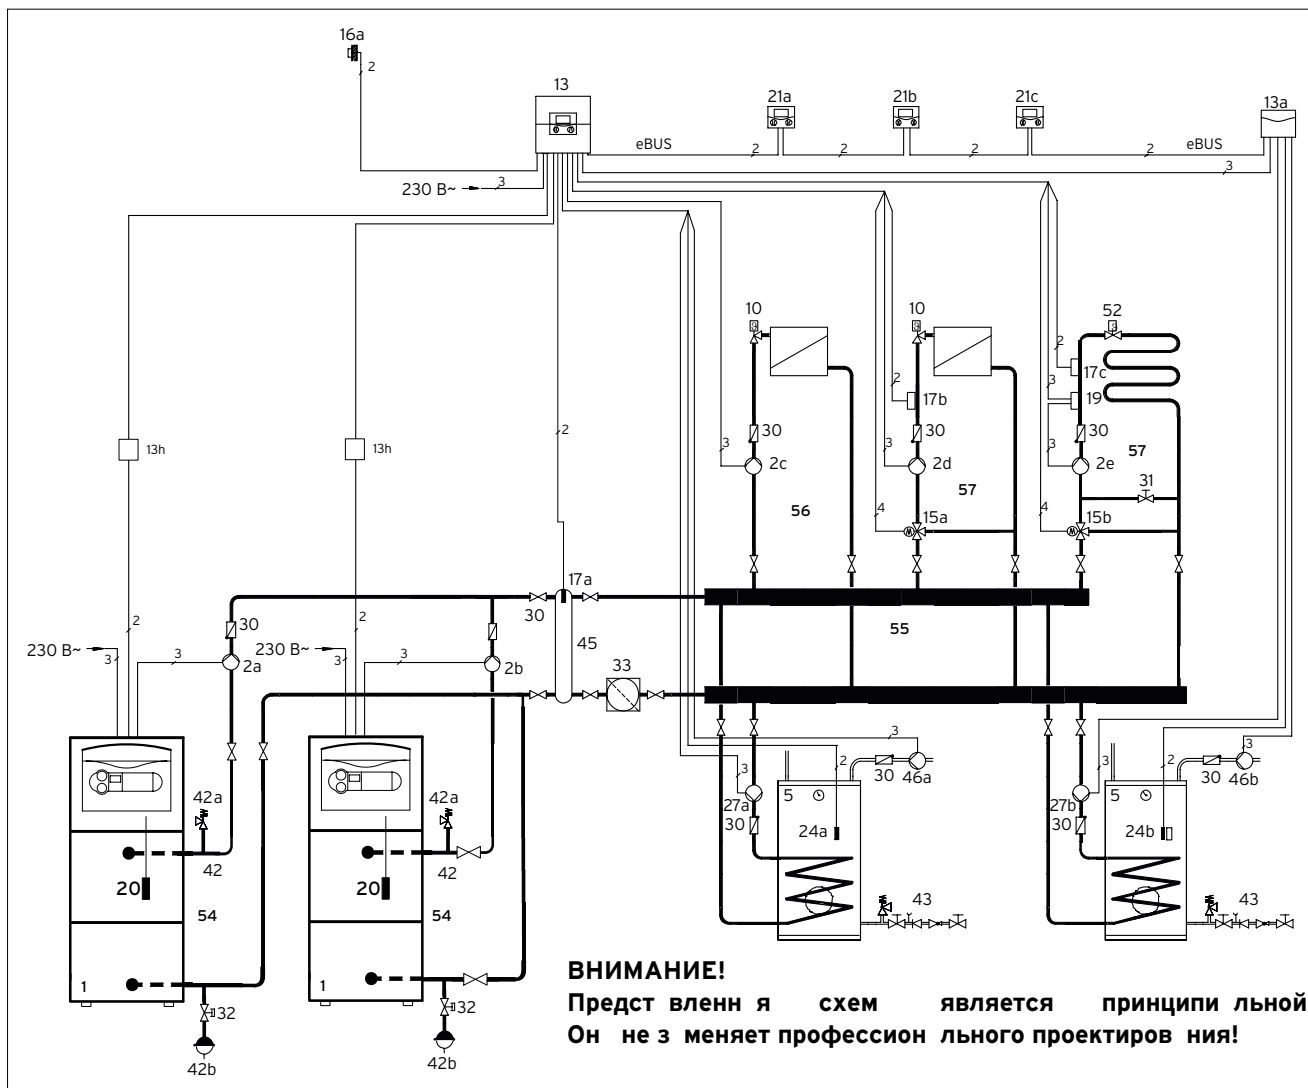 16a
2
13
21a
21b
21c
13a
eBUS
2
2
2
2
eBUS
230 В~
3
3
10
10
52
2
17c
2
17b
3
19
2
13h
13h
30
30
30
3
2c
3
2d
3
2e
57
57
31
56
4
15a
4
15b
17a
30
45
55
2
30
2
230 В~
3
3
2a
230 В~
3
3
2b
33
3
3
2
30
46a
3
2
3
30
46b
27a
5
27b
5
30
24a
30
24b
42a
42a
42
42
20
20
54
54
43
43
1
1
32
32
42b
42b
ВНИМАНИЕ!
Предст вленн я схем является принципи льной
Он не з меняет профессион льного проектиров ния!